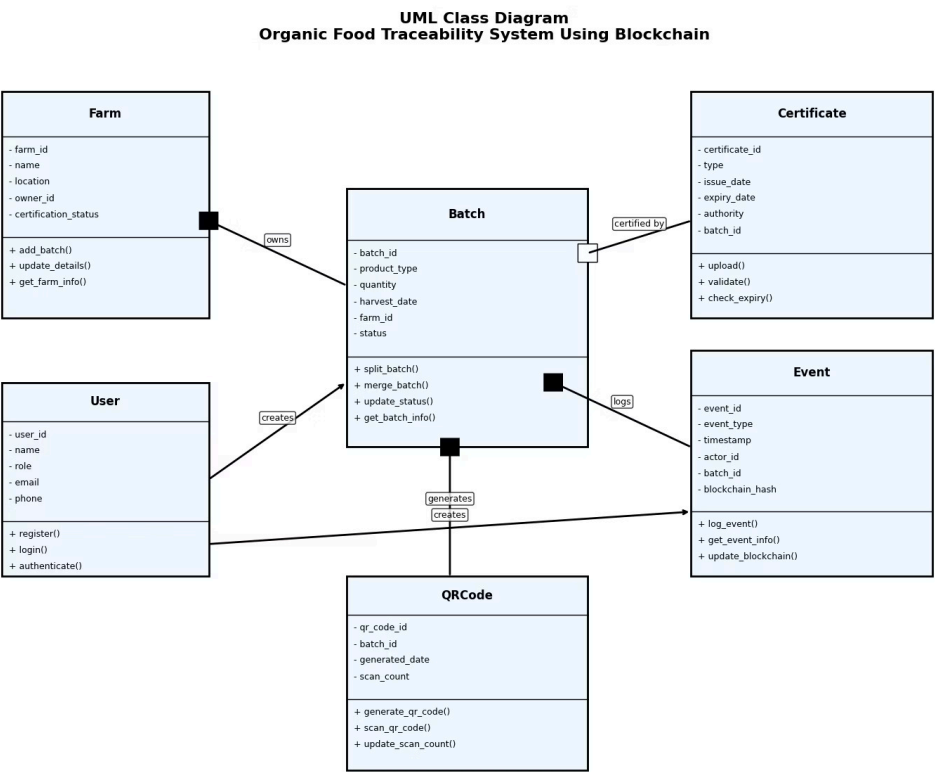 UML Class Diagram
Organic Food Traceability System Using Blockchain
Farm
- farm_id
- name
- location
- owner_id
- certification_status
+ add_batch()
+ update_details()
+ get_farm_info()
owns
Batch
- batch_id
- product_type
- quantity
- harvest_date
- farm_id
- status
+ split_batch()
+ merge_batch()
+ update_status()
+ get_batch_info()
certified by
Certificate
- certificate_id
- type
- issue_date
- expiry_date
- authority
- batch_id
+ upload()
+ validate()
+ check_expiry()
User
- user_id
- name
- role
- email
- phone
+ register()
+ login()
+ authenticate()
creates
logs
Event
- event_id
- event_type
- timestamp
- actor_id
- batch_id
- blockchain_hash
+ log_event()
+ get_event_info()
+ update_blockchain()
generates
creates
QRCode
- qr_code_id
- batch_id
- generated_date
- scan_count
+ generate_qr_code()
+ scan_qr_code()
+ update_scan_count()